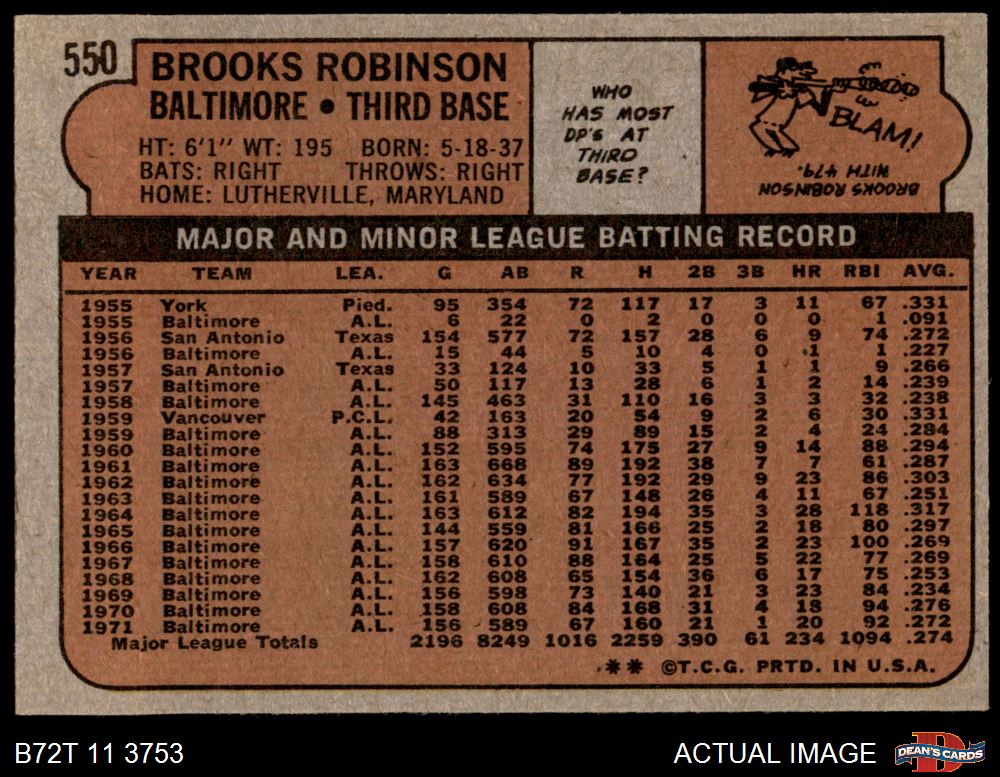 550
BROOKS ROBINSON
BALTIMORE • THIRD BASE
HT: 6'1" WT: 195 BORN: 5-18-37
BATS: RIGHT THROWS: RIGHT
HOME: LUTHERVILLE, MARYLAND
WHO
HAS MOST
DP'S AT
THIRD
BASE?
BLAM!
BROOKS ROBINSON
WITH 479.
MAJOR AND MINOR LEAGUE BATTING RECORD
YEAR TEAM LEA. G AB R H 2B 3B HR RBI AVG.
1955 York Pied. 95 354 72 117 17 3 11 67 .331
1955 Baltimore A.L. 6 22 0 2 0 0 0 1 .091
1956 San Antonio Texas 154 577 72 157 28 6 9 74 .272
1956 Baltimore A.L. 15 44 5 10 4 0 1 1 .227
1957 San Antonio Texas 33 124 10 33 5 1 1 9 .266
1957 Baltimore A.L. 50 117 13 28 6 1 2 14 .239
1958 Baltimore A.L. 145 463 31 110 16 3 3 32 .238
1959 Vancouver P.C.L. 42 163 20 54 9 2 6 30 .331
1959 Baltimore A.L. 88 313 29 89 15 2 4 24 .284
1960 Baltimore A.L. 152 595 74 175 27 9 14 88 .294
1961 Baltimore A.L. 163 668 89 192 38 7 7 61 .287
1962 Baltimore A.L. 162 634 77 192 29 9 23 86 .303
1963 Baltimore A.L. 161 589 67 148 26 4 11 67 .251
1964 Baltimore A.L. 163 612 82 194 35 3 28 118 .317
1965 Baltimore A.L. 144 559 81 166 25 2 18 80 .297
1966 Baltimore A.L. 157 620 91 167 35 2 23 100 .269
1967 Baltimore A.L. 158 610 88 164 25 5 22 77 .269
1968 Baltimore A.L. 162 608 65 154 36 6 17 75 .253
1969 Baltimore A.L. 156 598 73 140 21 3 23 84 .234
1970 Baltimore A.L. 158 608 84 168 31 4 18 94 .276
1971 Baltimore A.L. 156 589 67 160 21 1 20 92 .272
Major League Totals 2196 8249 1016 2259 390 61 234 1094 .274
** ©T.C.G. PRTD. IN U.S.A.
B72T 11 3753
ACTUAL IMAGE
DEAN'S CARDS